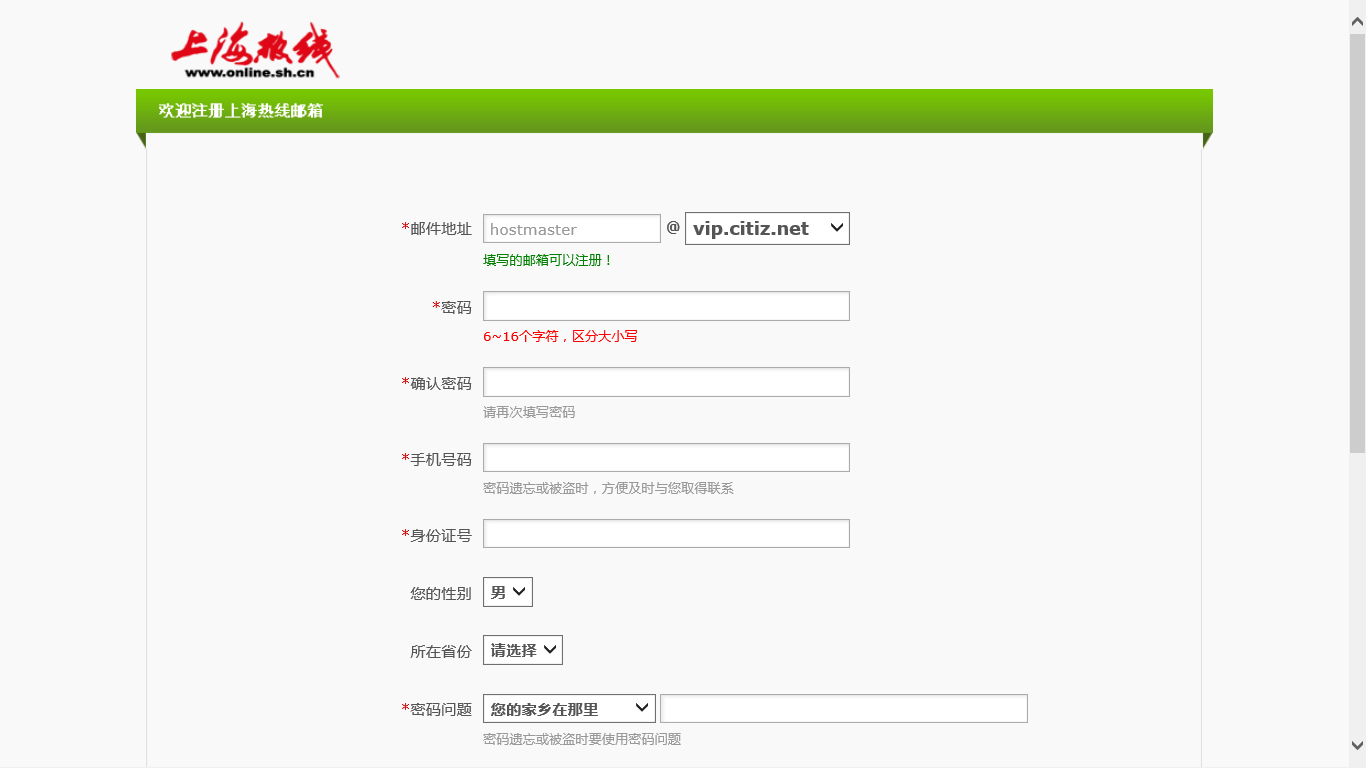 上海热线
www.online.sh.cn
欢迎注册上海热线邮箱
*邮件地址 hostmaster @ vip.citiz.net
填写的邮箱可以注册！
*密码
6~16个字符，区分大小写
*确认密码
请再次填写密码
*手机号码
密码遗忘或被盗时，方便及时与您取得联系
*身份证号
您的性别 男
所在省份 请选择
*密码问题 您的家乡在那里
密码遗忘或被盗时要使用密码问题